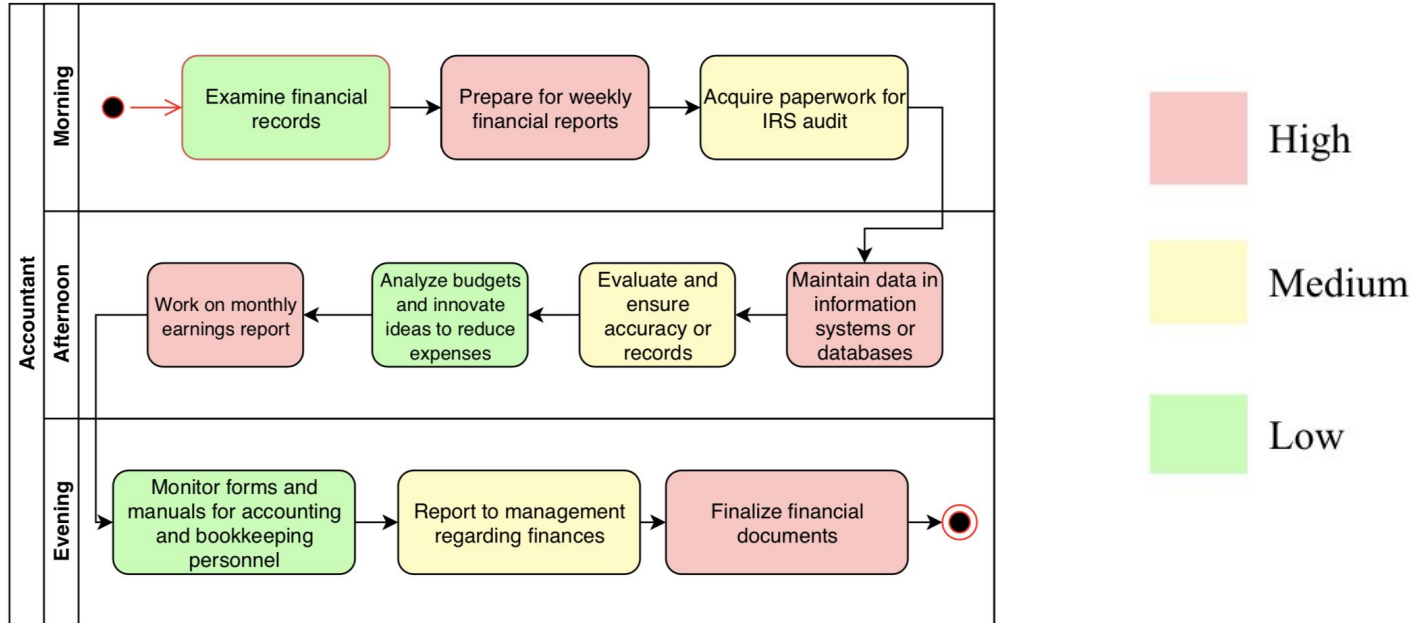 Accountant
Morning
Examine financial
records
Prepare for weekly
financial reports
Acquire paperwork for
IRS audit
Afternoon
Work on monthly
earnings report
Analyze budgets
and innovate
ideas to reduce
expenses
Evaluate and
ensure
accuracy or
records
Maintain data in
information
systems or
databases
Evening
Monitor forms and
manuals for accounting
and bookkeeping
personnel
Report to management
regarding finances
Finalize financial
documents
High
Medium
Low